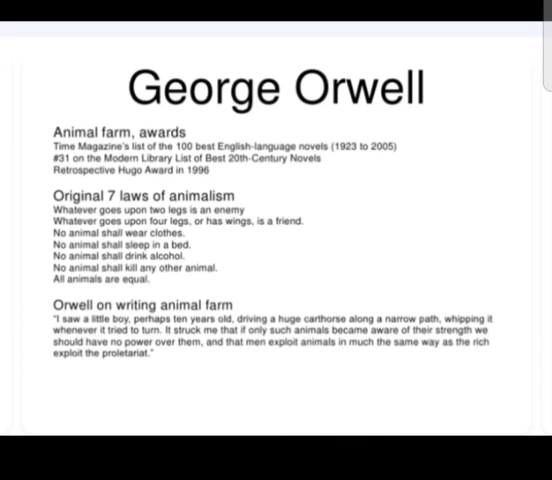 George Orwell
Animal farm, awards
Time Magazine's list of the 100 best English-language novels (1923 to 2005)
#31 on the Modern Library List of Best 20th-Century Novels
Retrospective Hugo Award in 1996
Original 7 laws of animalism
Whatever goes upon two legs is an enemy
Whatever goes upon four legs, or has wings, is a friend.
No animal shall wear clothes.
No animal shall sleep in a bed.
No animal shall drink alcohol.
No animal shall kill any other animal.
All animals are equal.
Orwell on writing animal farm
"I saw a little boy, perhaps ten years old, driving a huge carthorse along a narrow path, whipping it
whenever it tried to turn. It struck me that if only such animals became aware of their strength we
should have no power over them, and that men exploit animals in much the same way as the rich
exploit the proletariat."